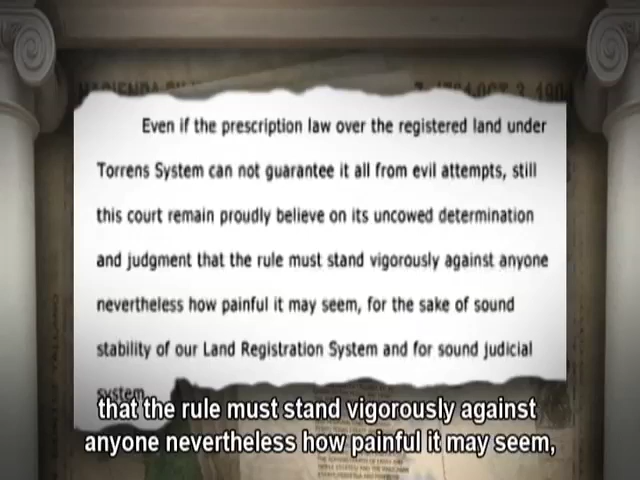 Even if the prescription law over the registered land under
Torrens System can not guarantee it all from evil attempts, still
this court remain proudly believe on its uncowed determination
and judgment that the rule must stand vigorously against anyone
nevertheless how painful it may seem, for the sake of sound
stability of our Land Registration System and for sound judicial
system
that the rule must stand vigorously against
anyone nevertheless how painful it may seem,